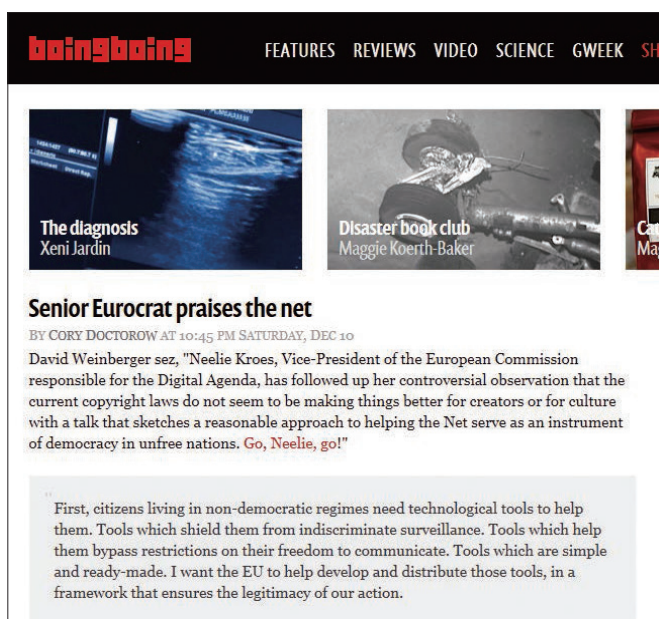 boingboing
FEATURES REVIEWS VIDEO SCIENCE GWEEK SH
The diagnosis
Xeni Jardin
Disaster book club
Maggie Koerth-Baker
Cau
Mag
Senior Eurocrat praises the net
BY CORY DOCTOROW AT 10:45 PM SATURDAY, DEC 10
David Weinberger sez, "Neelie Kroes, Vice-President of the European Commission
responsible for the Digital Agenda, has followed up her controversial observation that the
current copyright laws do not seem to be making things better for creators or for culture
with a talk that sketches a reasonable approach to helping the Net serve as an instrument
of democracy in unfree nations. Go, Neelie, go!"
"
First, citizens living in non-democratic regimes need technological tools to help
them. Tools which shield them from indiscriminate surveillance. Tools which help
them bypass restrictions on their freedom to communicate. Tools which are simple
and ready-made. I want the EU to help develop and distribute those tools, in a
framework that ensures the legitimacy of our action.